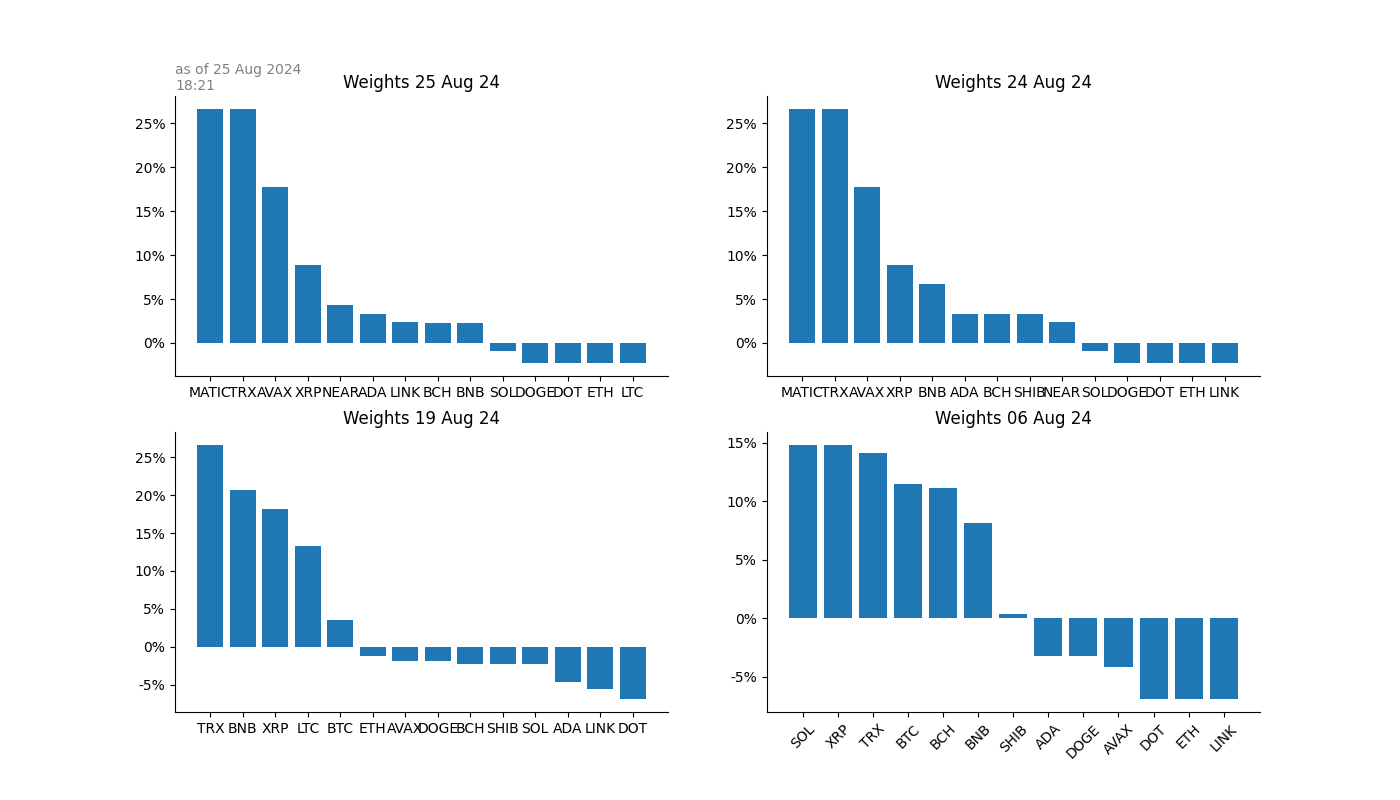 as of 25 Aug 2024
18:21
Weights 25 Aug 24
25%
20%
15%
10%
5%
0%
MATIC TRX AVAX XRP NEAR ADA LINK BCH BNB SOL DOGE DOT ETH LTC
Weights 24 Aug 24
25%
20%
15%
10%
5%
0%
MATIC TRX AVAX XRP BNB ADA BCH SHIB NEAR SOL DOGE DOT ETH LINK
Weights 19 Aug 24
25%
20%
15%
10%
5%
0%
-5%
TRX BNB XRP LTC BTC ETH AVAX DOGE BCH SHIB SOL ADA LINK DOT
Weights 06 Aug 24
15%
10%
5%
0%
-5%
SOL XRP TRX BTC BCH BNB SHIB ADA DOGE AVAX DOT ETH LINK